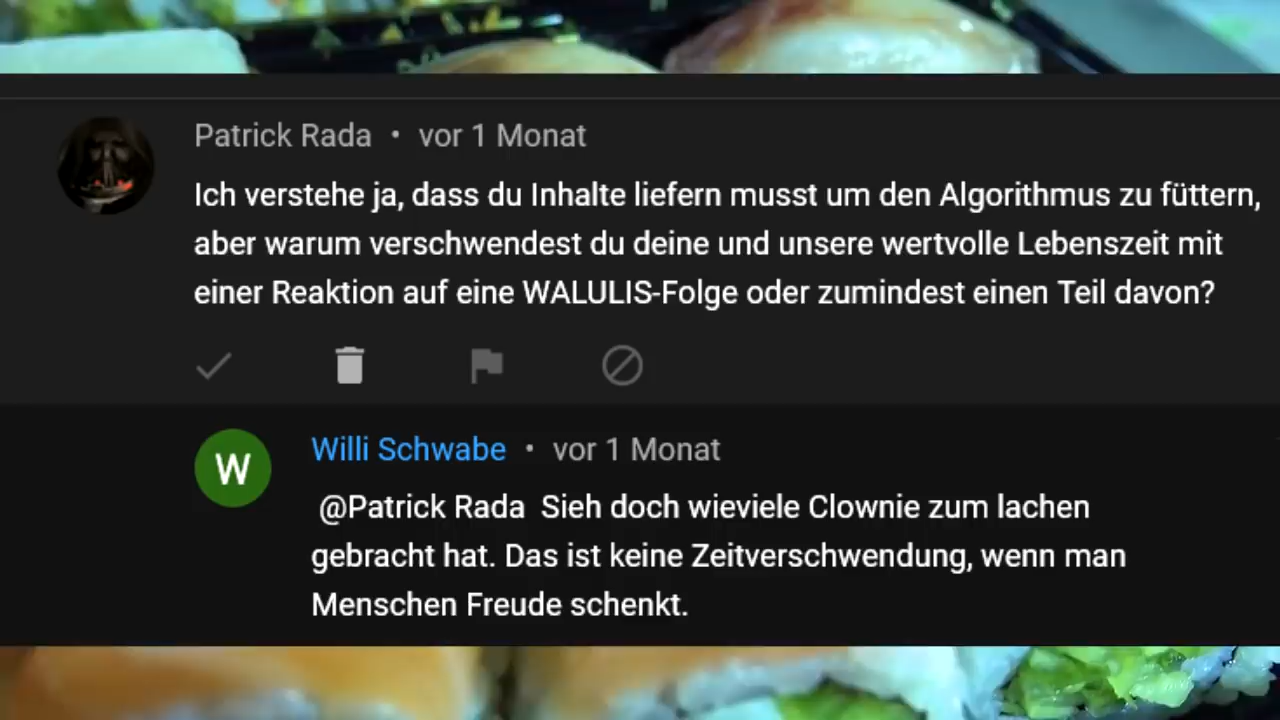 Patrick Rada • vor 1 Monat
Ich verstehe ja, dass du Inhalte liefern musst um den Algorithmus zu füttern,
aber warum verschwendest du deine und unsere wertvolle Lebenszeit mit
einer Reaktion auf eine WALULIS-Folge oder zumindest einen Teil davon?
W
Willi Schwabe • vor 1 Monat
@Patrick Rada Sieh doch wieviele Clownie zum lachen
gebracht hat. Das ist keine Zeitverschwendung, wenn man
Menschen Freude schenkt.